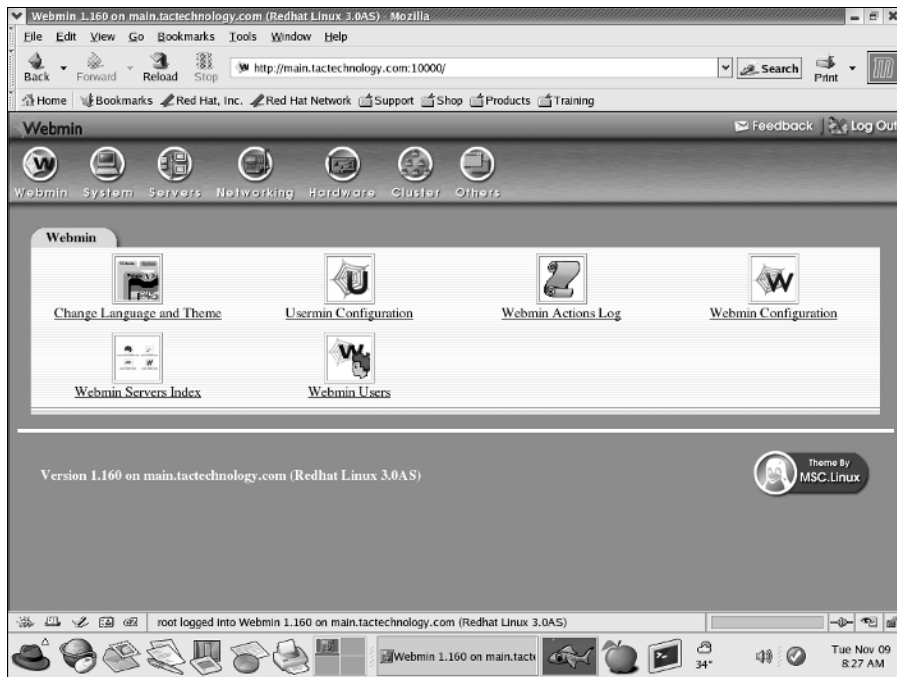 Webmin 1.160 on main.tactechnology.com (Redhat Linux 3.0AS) - Mozilla
File Edit View Go Bookmarks Tools Window Help
Back Forward Reload Stop http://main.tactechnology.com:10000/ Search Print
Home Bookmarks Red Hat, Inc. Red Hat Network Support Shop Products Training
Webmin Feedback Log Out
Webmin System Servers Networking Hardware Cluster Others
Webmin
Change Language and Theme Usermin Configuration Webmin Actions Log Webmin Configuration
Webmin Servers Index Webmin Users
Version 1.160 on main.tactechnology.com (Redhat Linux 3.0AS)
Theme By
MSC.Linux
root logged into Webmin 1.160 on main.tactechnology.com (Redhat Linux 3.0AS)
Webmin 1.160 on main.tact
34°
Tue Nov 09
8:27 AM